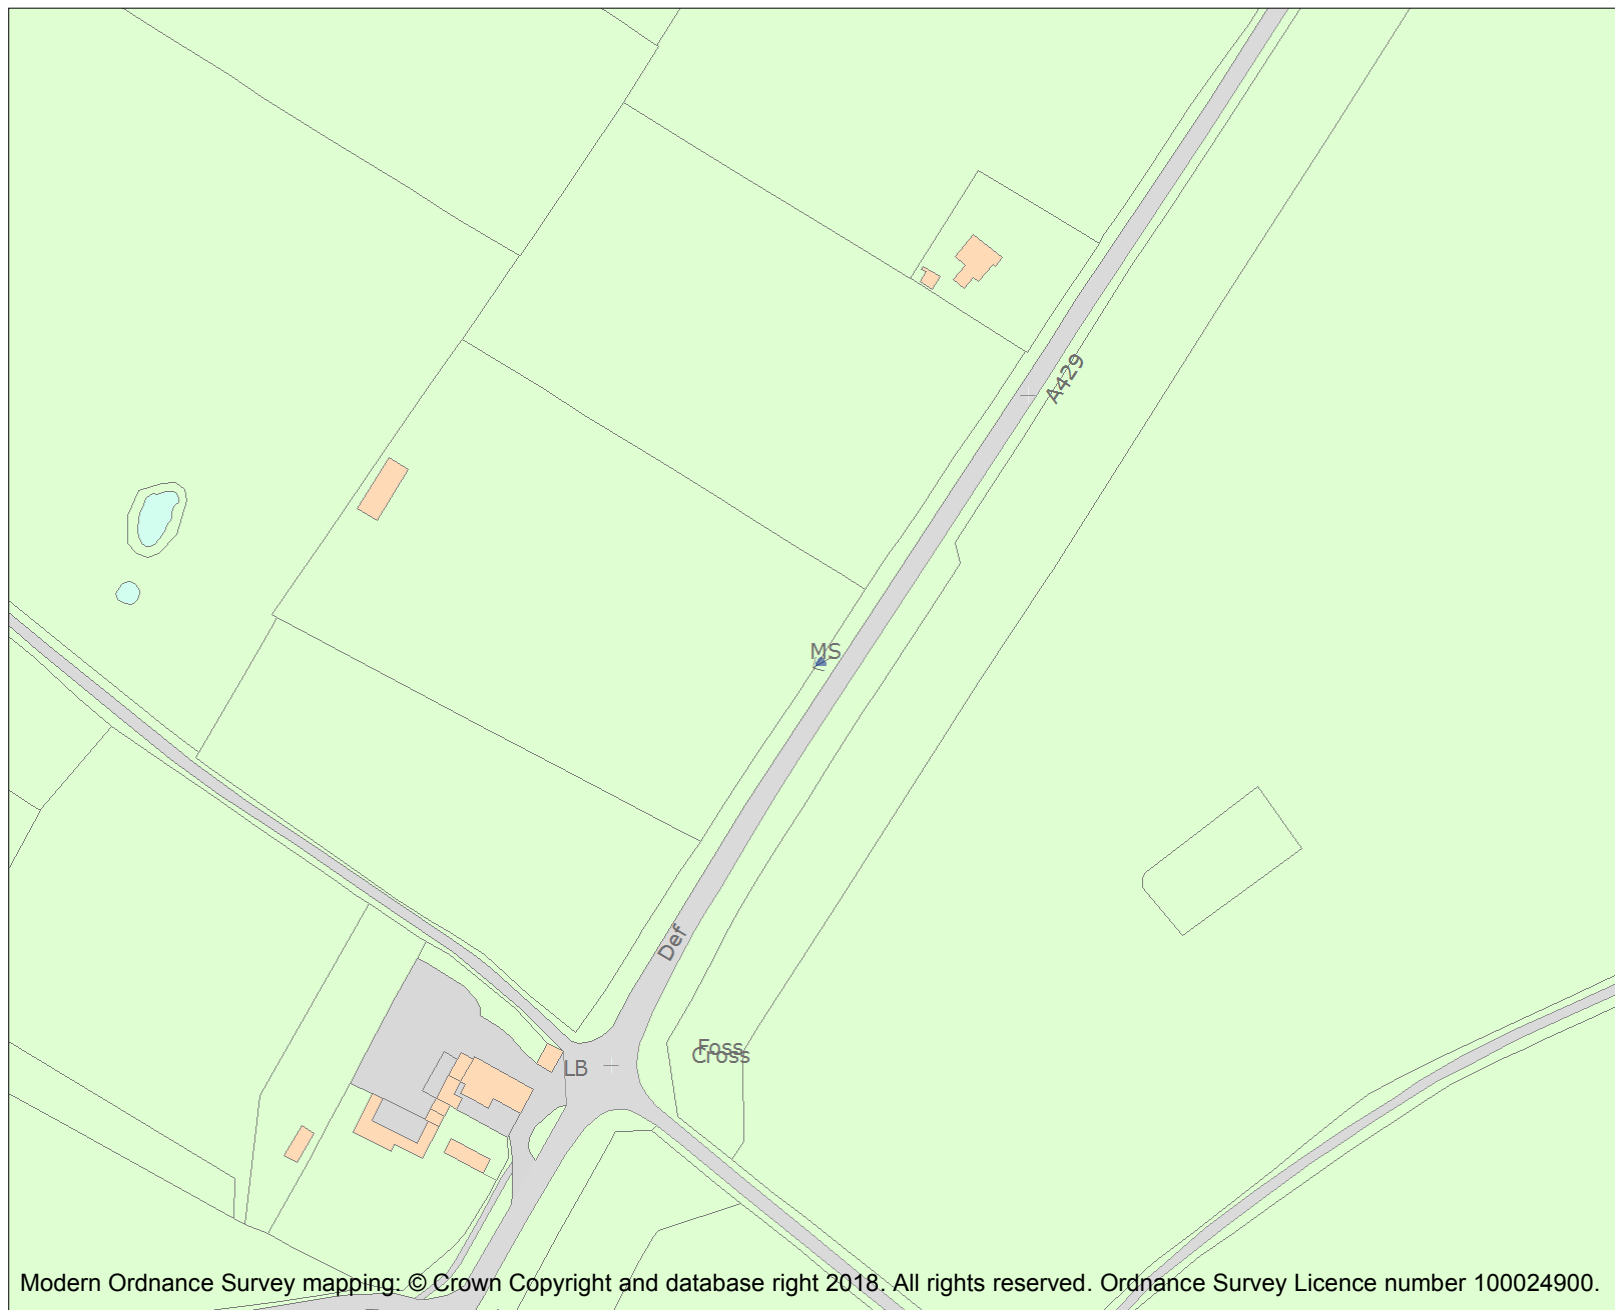 A429
MS
Def
Foss
Cross
LB
Modern Ordnance Survey mapping: © Crown Copyright and database right 2018. All rights reserved. Ordnance Survey Licence number 100024900.